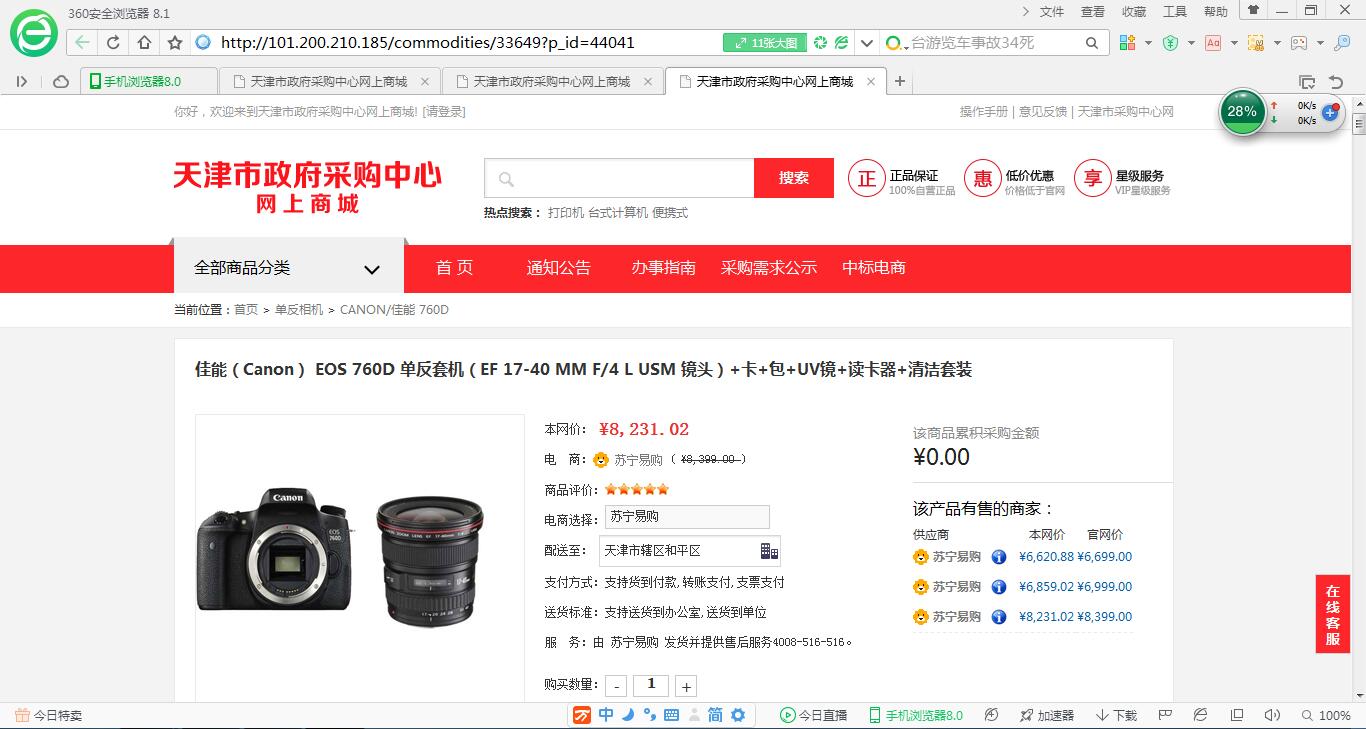 360安全浏览器 8.1
文件 查看 收藏 工具 帮助
http://101.200.210.185/commodities/33649?p_id=44041
11张大图
台游览车事故34死
手机浏览器8.0
天津市政府采购中心网上商城
天津市政府采购中心网上商城
天津市政府采购中心网上商城
你好，欢迎来到天津市政府采购中心网上商城! [请登录]
操作手册 | 意见反馈 | 天津市采购中心网
28%
0K/s
0K/s
天津市政府采购中心
网上商城
搜索
热点搜索： 打印机 台式计算机 便携式
正 正品保证
100%自营正品
惠 低价优惠
价格低于官网
享 星级服务
VIP星级服务
全部商品分类
首 页 通知公告 办事指南 采购需求公示 中标电商
当前位置：首页 > 单反相机 > CANON/佳能 760D
佳能（Canon） EOS 760D 单反套机（EF 17-40 MM F/4 L USM 镜头）+卡+包+UV镜+读卡器+清洁套装
Canon
EOS
760D
本网价： ¥8,231.02
电 商： 苏宁易购 （ ¥8,399.00 ）
商品评价：
电商选择： 苏宁易购
配送至： 天津市辖区和平区
支付方式：支持货到付款,转账支付,支票支付
送货标准：支持送货到办公室,送货到单位
服 务：由 苏宁易购 发货并提供售后服务4008-516-516。
购买数量： - 1 +
该商品累积采购金额
¥0.00
该产品有售的商家：
供应商 本网价 官网价
苏宁易购 ¥6,620.88 ¥6,699.00
苏宁易购 ¥6,859.02 ¥6,999.00
苏宁易购 ¥8,231.02 ¥8,399.00
在线客服
今日特卖
中 简
今日直播
手机浏览器8.0
加速器
下载
100%